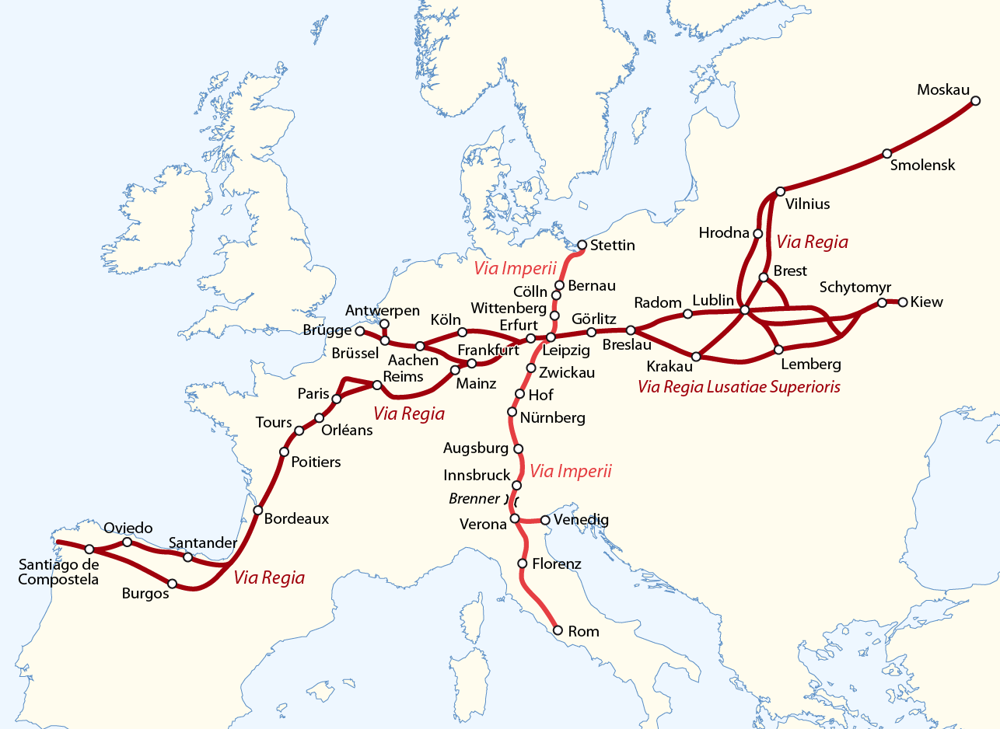 Moskau
Smolensk
Vilnius
Hrodna
Via Regia
Stettin
Via Imperii
Brest
Bernau
Schytomyr
Cölln
Kiew
Radom
Lublin
Wittenberg
Antwerpen
Köln
Erfurt
Görlitz
Brügge
Breslau
Brüssel
Frankfurt
Leipzig
Aachen
Krakau
Lemberg
Zwickau
Reims
Mainz
Via Regia Lusatiae Superioris
Paris
Hof
Via Regia
Nürnberg
Tours
Orléans
Augsburg
Poitiers
Via Imperii
Innsbruck
Brenner
Bordeaux
Verona
Venedig
Oviedo
Santander
Santiago de
Compostela
Florenz
Via Regia
Burgos
Rom